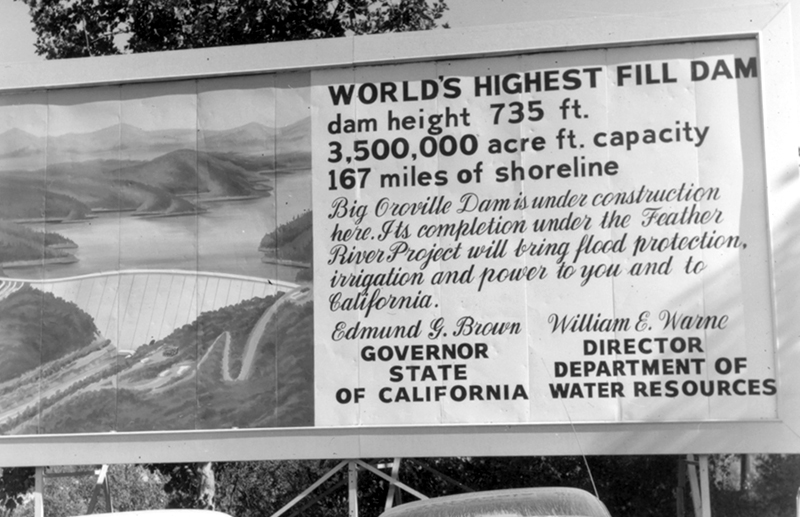 WORLD'S HIGHEST FILL DAM
dam height 735 ft.
3,500,000 acre ft. capacity
167 miles of shoreline
Big Oroville Dam is under construction
here. Its completion under the Feather
River Project will bring flood protection,
irrigation and power to you and to
California.
Edmund G. Brown
GOVERNOR
STATE
OF CALIFORNIA
William E. Warne
DIRECTOR
DEPARTMENT OF
WATER RESOURCES